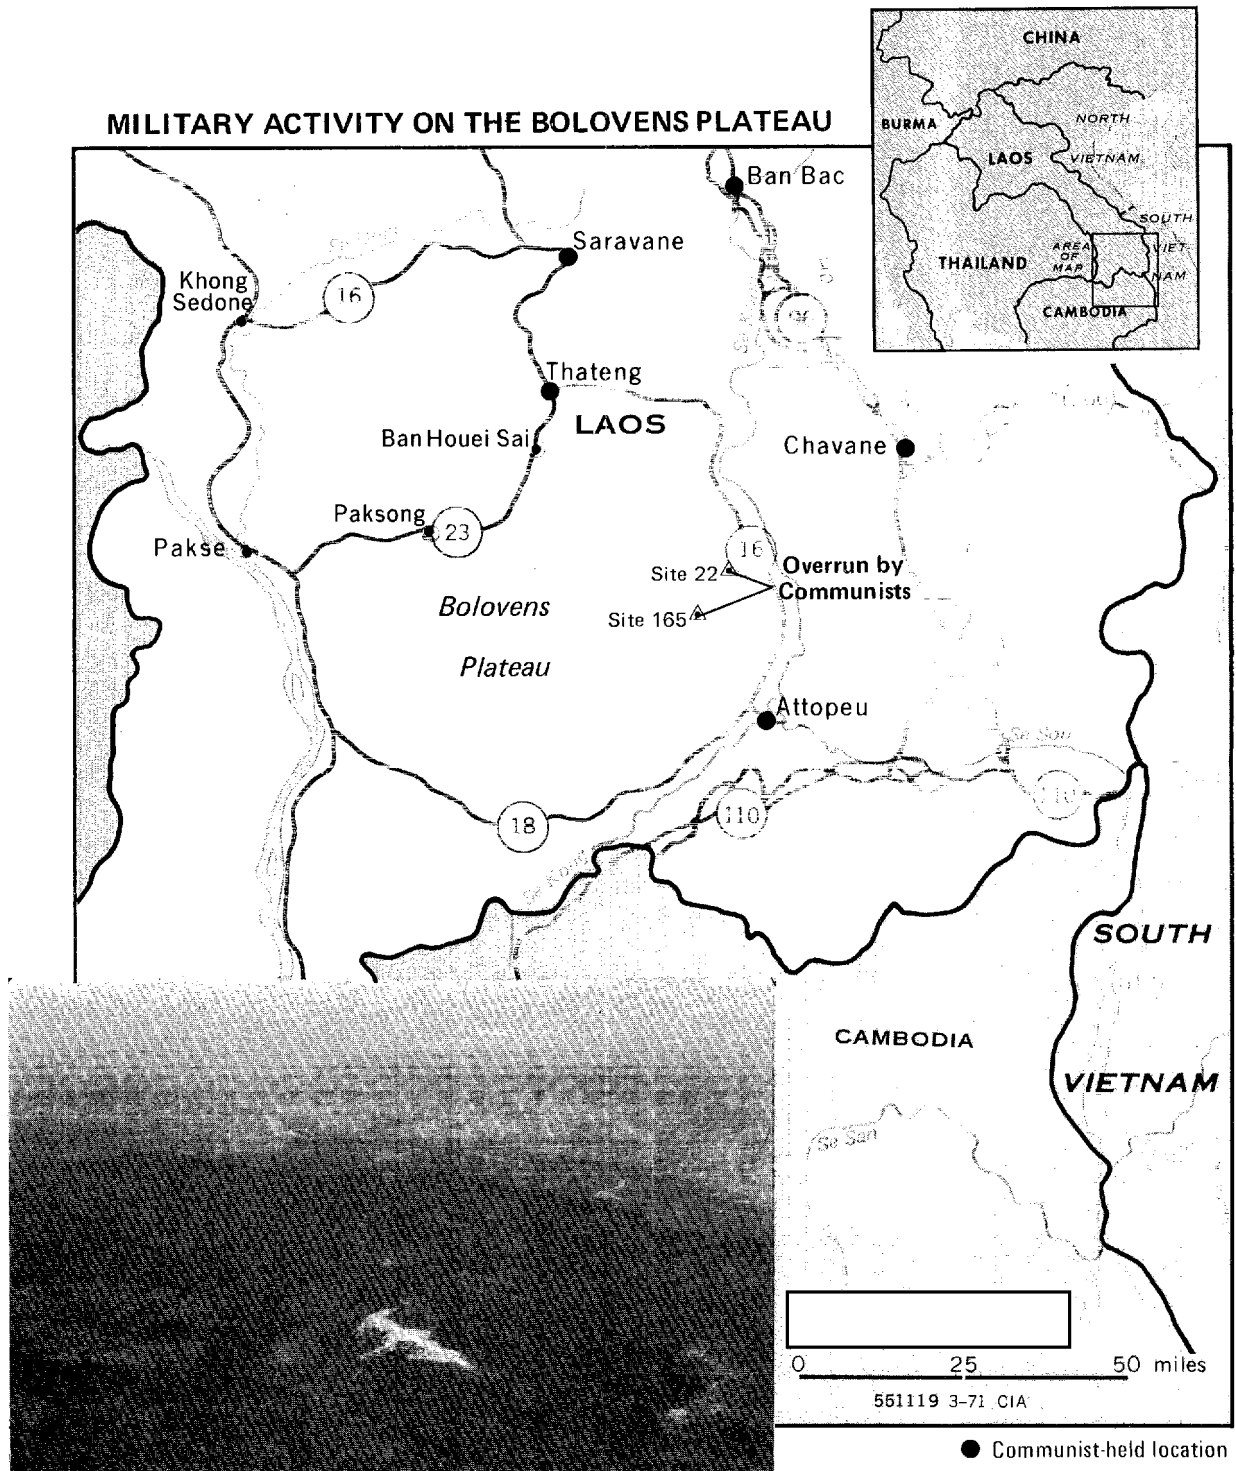 MILITARY ACTIVITY ON THE BOLOVENS PLATEAU
CHINA
BURMA
NORTH
VIETNAM
LAOS
SOUTH
VIET-
NAM
AREA
OF
MAP
THAILAND
CAMBODIA
Ban Bac
Saravane
Khong
Sedone
16
Thateng
LAOS
Ban Houei Sai
Chavane
Paksong
23
Pakse
16
Site 22
Overrun by
Communists
Site 165
Bolovens
Plateau
Attopeu
110
110
18
Se Kong
SOUTH
VIETNAM
CAMBODIA
Se San
0 25 50 miles
551119 3-71 CIA
Communist-held location